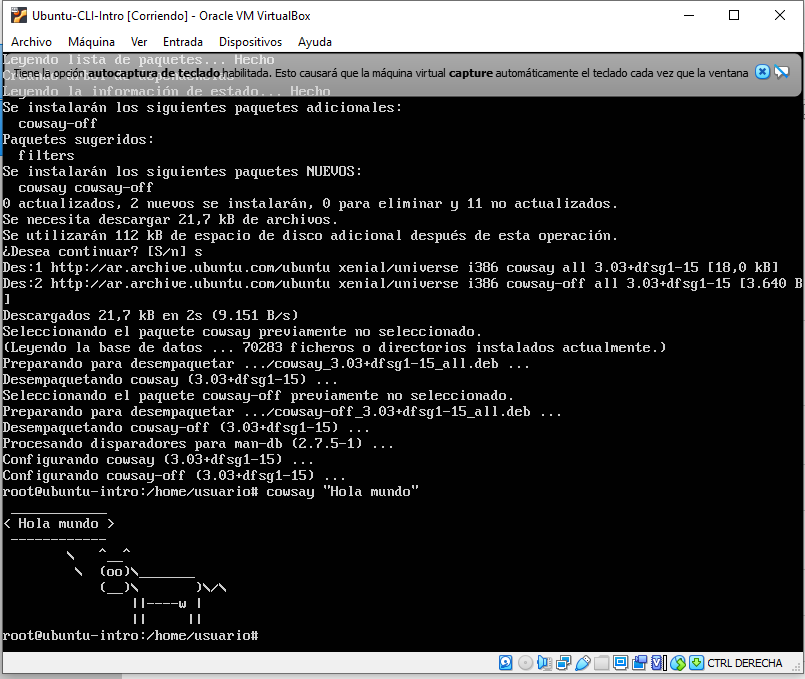 Ubuntu-CLI-Intro [Corriendo] - Oracle VM VirtualBox
Archivo Máquina Ver Entrada Dispositivos Ayuda
Leyendo lista de paquetes... Hecho
Creando árbol de dependencias
Tiene la opción autocaptura de teclado habilitada. Esto causará que la máquina virtual capture automáticamente el teclado cada vez que la ventana
Leyendo la información de estado... Hecho
Se instalarán los siguientes paquetes adicionales:
  cowsay-off
Paquetes sugeridos:
  filters
Se instalarán los siguientes paquetes NUEVOS:
  cowsay cowsay-off
0 actualizados, 2 nuevos se instalarán, 0 para eliminar y 11 no actualizados.
Se necesita descargar 21,7 kB de archivos.
Se utilizarán 112 kB de espacio de disco adicional después de esta operación.
¿Desea continuar? [S/n] s
Des:1 http://ar.archive.ubuntu.com/ubuntu xenial/universe i386 cowsay all 3.03+dfsg1-15 [18,0 kB]
Des:2 http://ar.archive.ubuntu.com/ubuntu xenial/universe i386 cowsay-off all 3.03+dfsg1-15 [3.640 B
]
Descargados 21,7 kB en 2s (9.151 B/s)
Seleccionando el paquete cowsay previamente no seleccionado.
(Leyendo la base de datos ... 70283 ficheros o directorios instalados actualmente.)
Preparando para desempaquetar .../cowsay_3.03+dfsg1-15_all.deb ...
Desempaquetando cowsay (3.03+dfsg1-15) ...
Seleccionando el paquete cowsay-off previamente no seleccionado.
Preparando para desempaquetar .../cowsay-off_3.03+dfsg1-15_all.deb ...
Desempaquetando cowsay-off (3.03+dfsg1-15) ...
Procesando disparadores para man-db (2.7.5-1) ...
Configurando cowsay (3.03+dfsg1-15) ...
Configurando cowsay-off (3.03+dfsg1-15) ...
root@ubuntu-intro:/home/usuario# cowsay "Hola mundo"
 ____________
< Hola mundo >
 ------------
        \   ^__^
         \  (oo)\_______
            (__)\       )\/\
                ||----w |
                ||     ||
root@ubuntu-intro:/home/usuario#
CTRL DERECHA